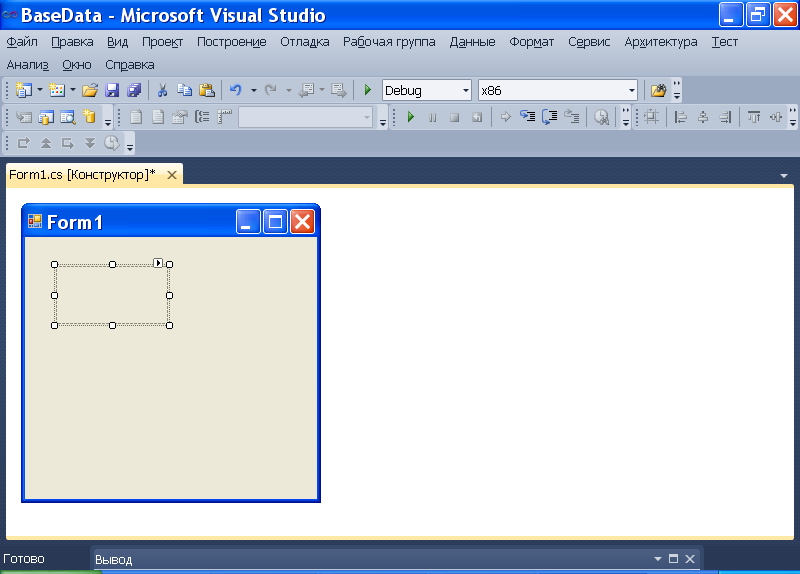 BaseData - Microsoft Visual Studio
Файл Правка Вид Проект Построение Отладка Рабочая группа Данные Формат Сервис Архитектура Тест
Анализ Окно Справка
Debug x86
Form1.cs [Конструктор]*
Form1
Готово Вывод